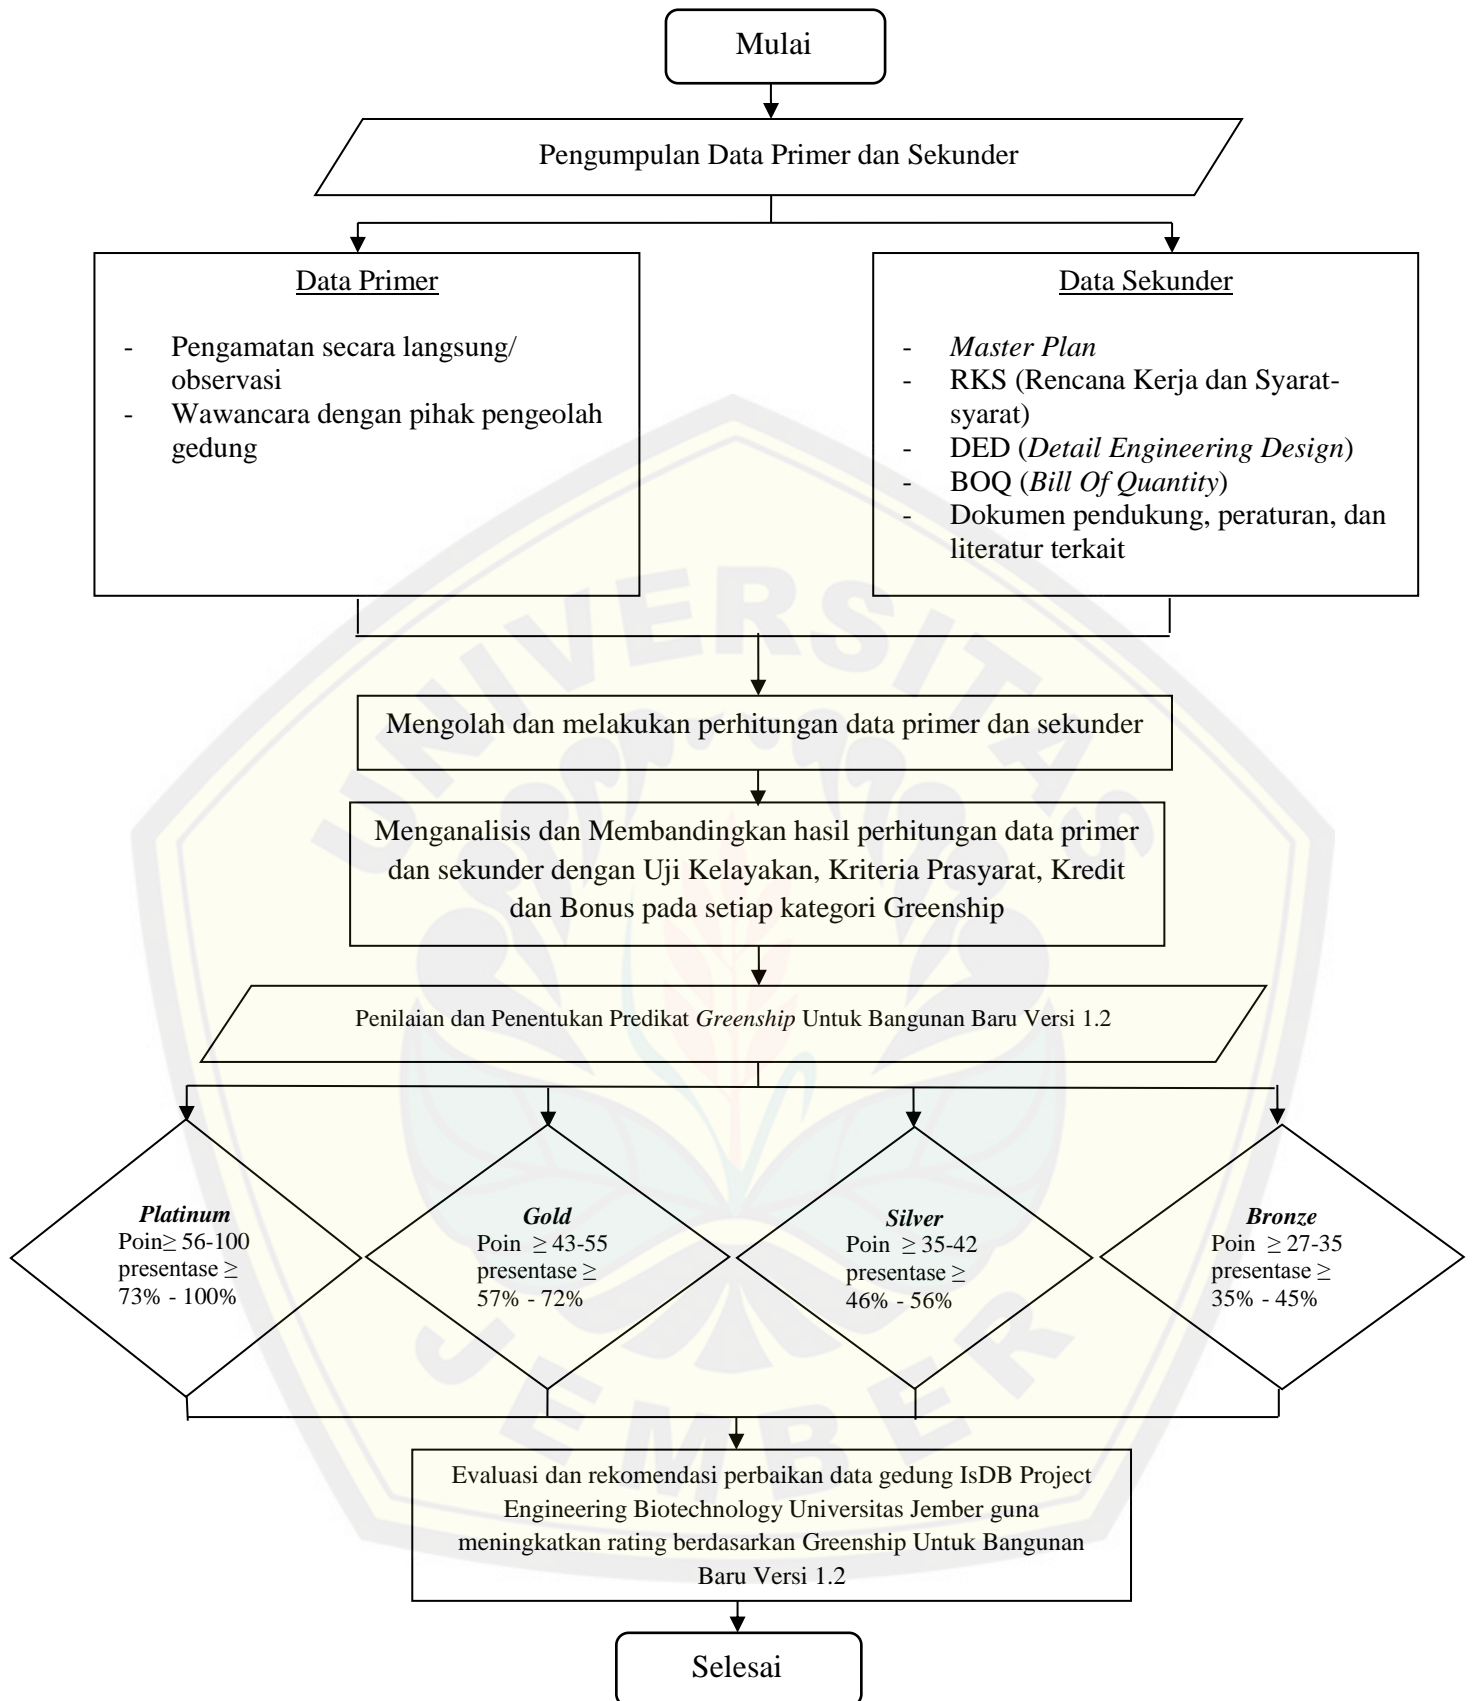 Mulai
Pengumpulan Data Primer dan Sekunder
Data Primer
- Pengamatan secara langsung/
observasi
- Wawancara dengan pihak pengeolah
gedung
Data Sekunder
- Master Plan
- RKS (Rencana Kerja dan Syarat-
syarat)
- DED (Detail Engineering Design)
- BOQ (Bill Of Quantity)
- Dokumen pendukung, peraturan, dan
literatur terkait
Mengolah dan melakukan perhitungan data primer dan sekunder
Menganalisis dan Membandingkan hasil perhitungan data primer
dan sekunder dengan Uji Kelayakan, Kriteria Prasyarat, Kredit
dan Bonus pada setiap kategori Greenship
Penilaian dan Penentukan Predikat Greenship Untuk Bangunan Baru Versi 1.2
Platinum
Poin≥ 56-100
presentase ≥
73% - 100%
Gold
Poin ≥ 43-55
presentase ≥
57% - 72%
Silver
Poin ≥ 35-42
presentase ≥
46% - 56%
Bronze
Poin ≥ 27-35
presentase ≥
35% - 45%
Evaluasi dan rekomendasi perbaikan data gedung IsDB Project
Engineering Biotechnology Universitas Jember guna
meningkatkan rating berdasarkan Greenship Untuk Bangunan
Baru Versi 1.2
Selesai
UNIVERSITAS
JEMBER